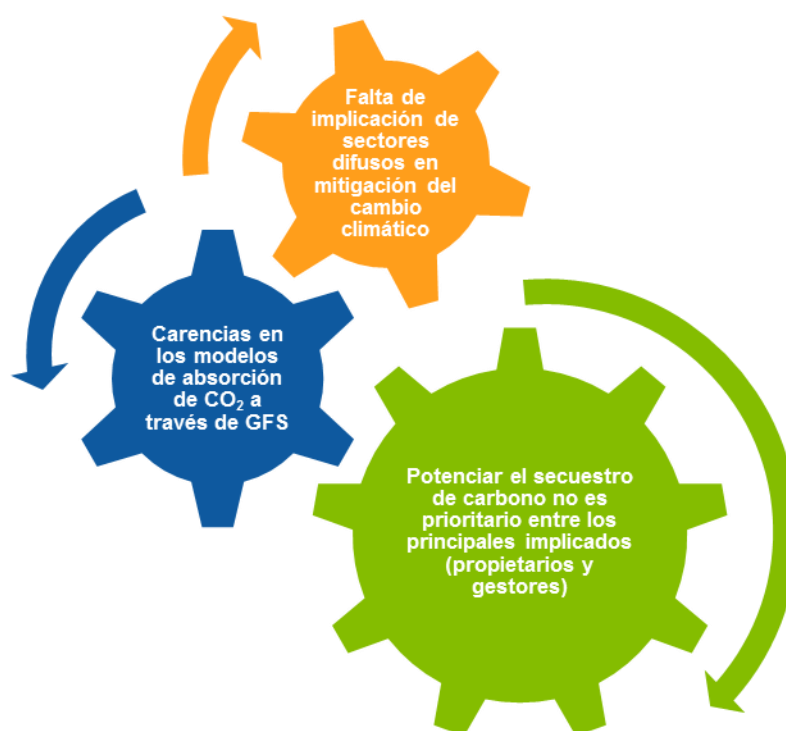 Falta de
implicación de
sectores
difusos en
mitigación del
cambio
climático
Carencias en
los modelos
de absorción
de CO₂ a
través de GFS
Potenciar el secuestro
de carbono no es
prioritario entre los
principales implicados
(propietarios y
gestores)